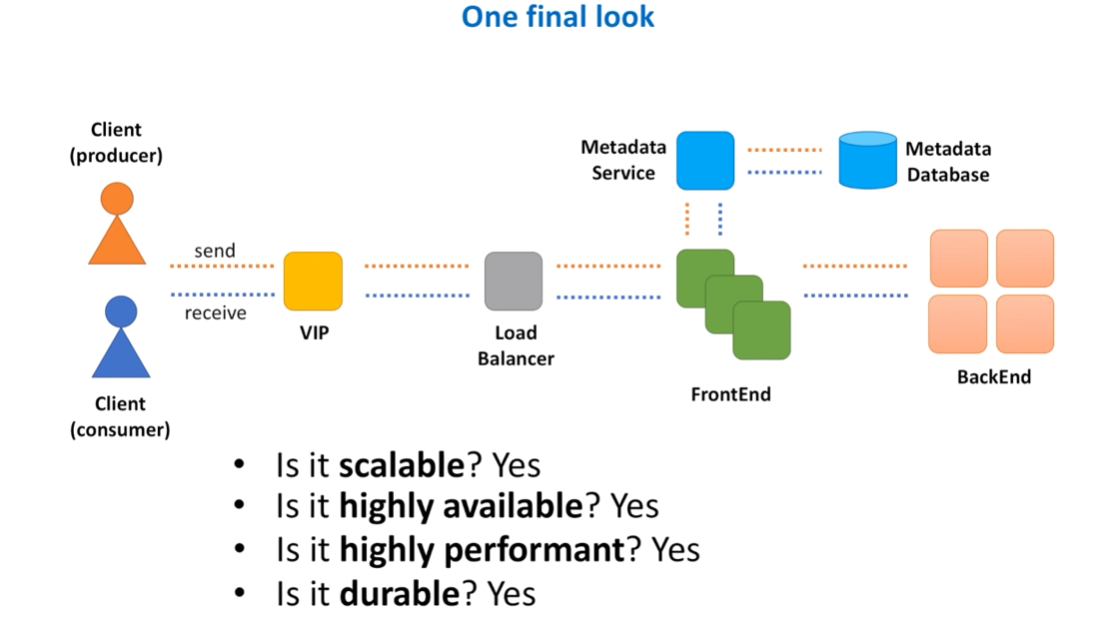 One final look
Client
(producer)
Metadata
Service
Metadata
Database
send
receive
VIP
Load
Balancer
FrontEnd
BackEnd
Client
(consumer)
• Is it scalable? Yes
• Is it highly available? Yes
• Is it highly performant? Yes
• Is it durable? Yes